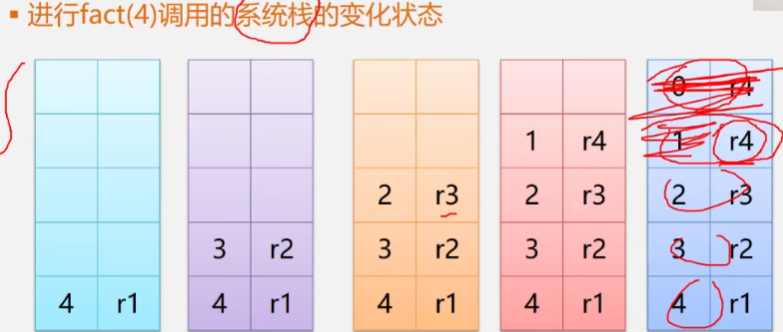 ▪ 进行fact(4)调用的系统栈的变化状态
0 r4
1 r4 1 r4
2 r3 2 r3 2 r3
3 r2 3 r2 3 r2 3 r2
4 r1 4 r1 4 r1 4 r1 4 r1